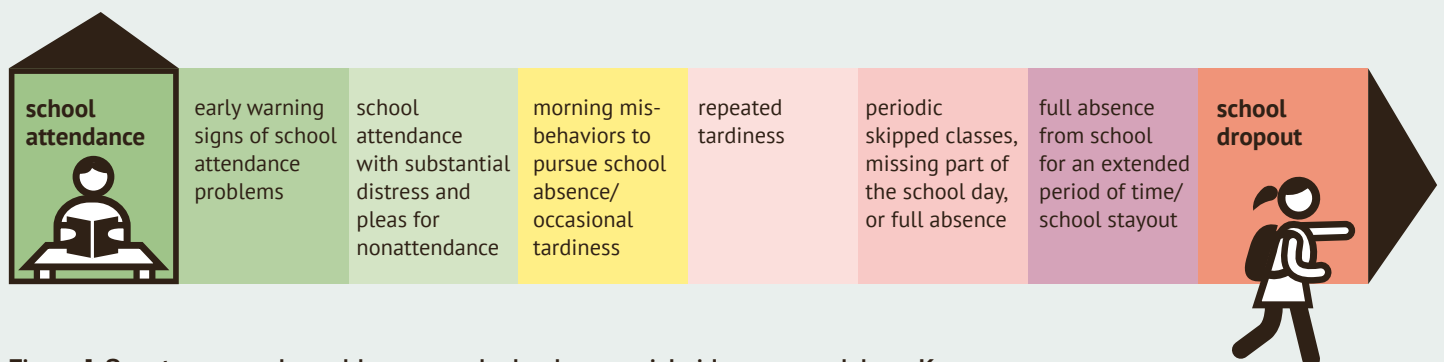 school
attendance
early warning
signs of school
attendance
problems
school
attendance
with substantial
distress and
pleas for
nonattendance
morning mis-
behaviors to
pursue school
absence/
occasional
tardiness
repeated
tardiness
periodic
skipped classes,
missing part of
the school day,
or full absence
full absence
from school
for an extended
period of time/
school stayout
school
dropout